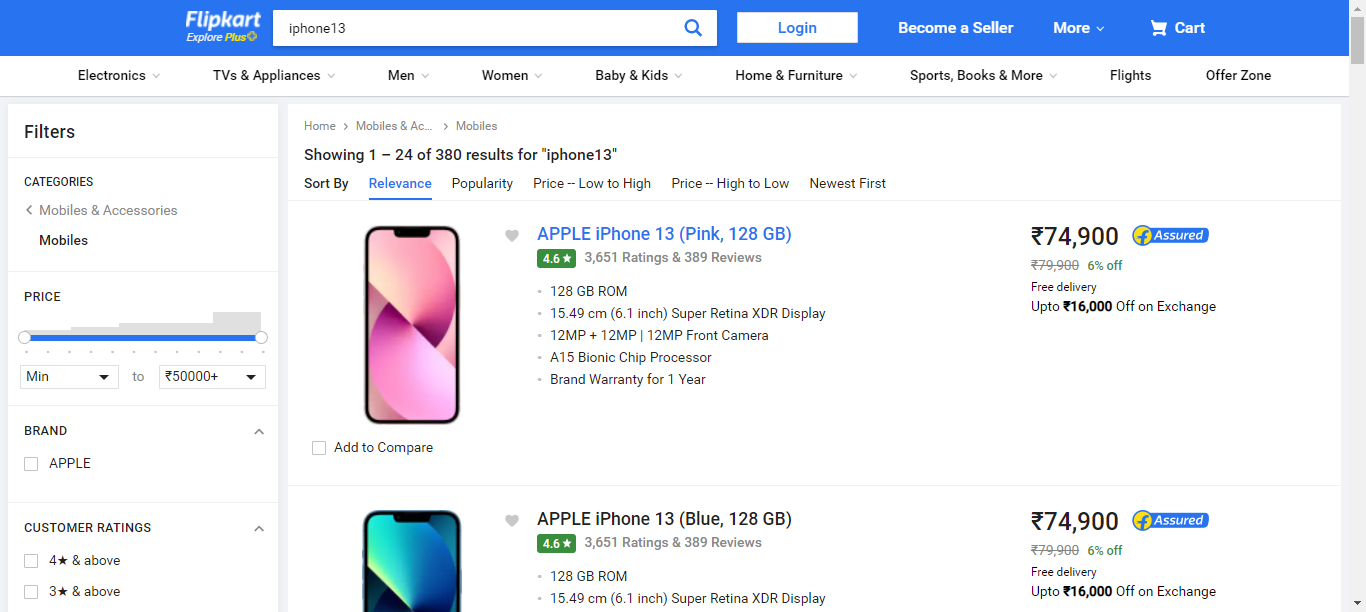 Flipkart
Explore Plus
iphone13
Login
Become a Seller
More
Cart
Electronics
TVs & Appliances
Men
Women
Baby & Kids
Home & Furniture
Sports, Books & More
Flights
Offer Zone
Filters
CATEGORIES
Mobiles & Accessories
Mobiles
PRICE
Min to ₹50000+
BRAND
APPLE
CUSTOMER RATINGS
4★ & above
3★ & above
Home > Mobiles & Ac... > Mobiles
Showing 1 – 24 of 380 results for "iphone13"
Sort By Relevance Popularity Price -- Low to High Price -- High to Low Newest First
APPLE iPhone 13 (Pink, 128 GB)
4.6★ 3,651 Ratings & 389 Reviews
128 GB ROM
15.49 cm (6.1 inch) Super Retina XDR Display
12MP + 12MP | 12MP Front Camera
A15 Bionic Chip Processor
Brand Warranty for 1 Year
₹74,900 f Assured
₹79,900 6% off
Free delivery
Upto ₹16,000 Off on Exchange
Add to Compare
APPLE iPhone 13 (Blue, 128 GB)
4.6★ 3,651 Ratings & 389 Reviews
128 GB ROM
15.49 cm (6.1 inch) Super Retina XDR Display
₹74,900 f Assured
₹79,900 6% off
Free delivery
Upto ₹16,000 Off on Exchange